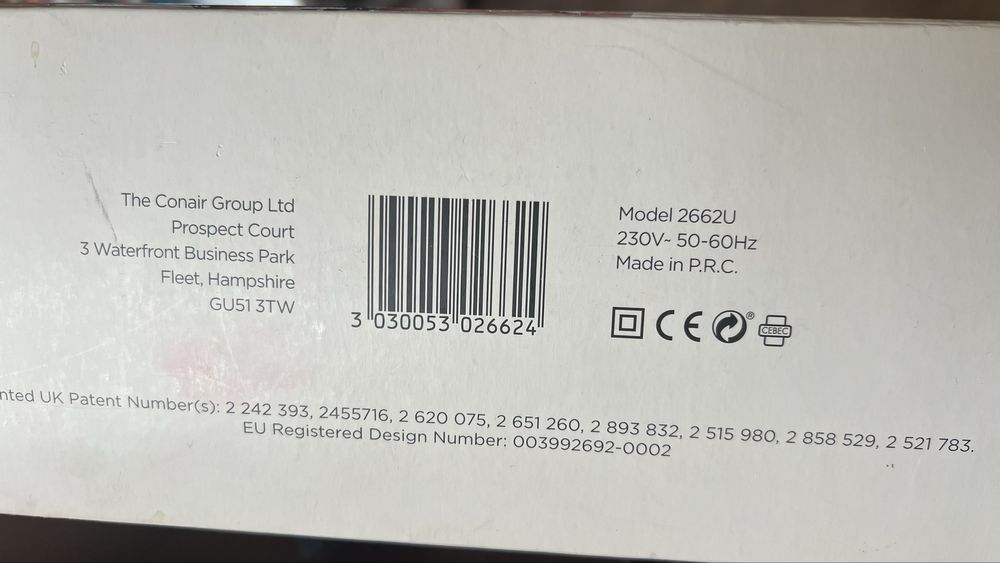 The Conair Group Ltd
Prospect Court
3 Waterfront Business Park
Fleet, Hampshire
GU51 3TW
3 030053 026624
Model 2662U
230V~ 50-60Hz
Made in P.R.C.
CE ®
CEBEC
UK Patent Number(s): 2 242 393, 2455716, 2 620 075, 2 651 260, 2 893 832, 2 515 980, 2 858 529, 2 521 783.
EU Registered Design Number: 003992692-0002